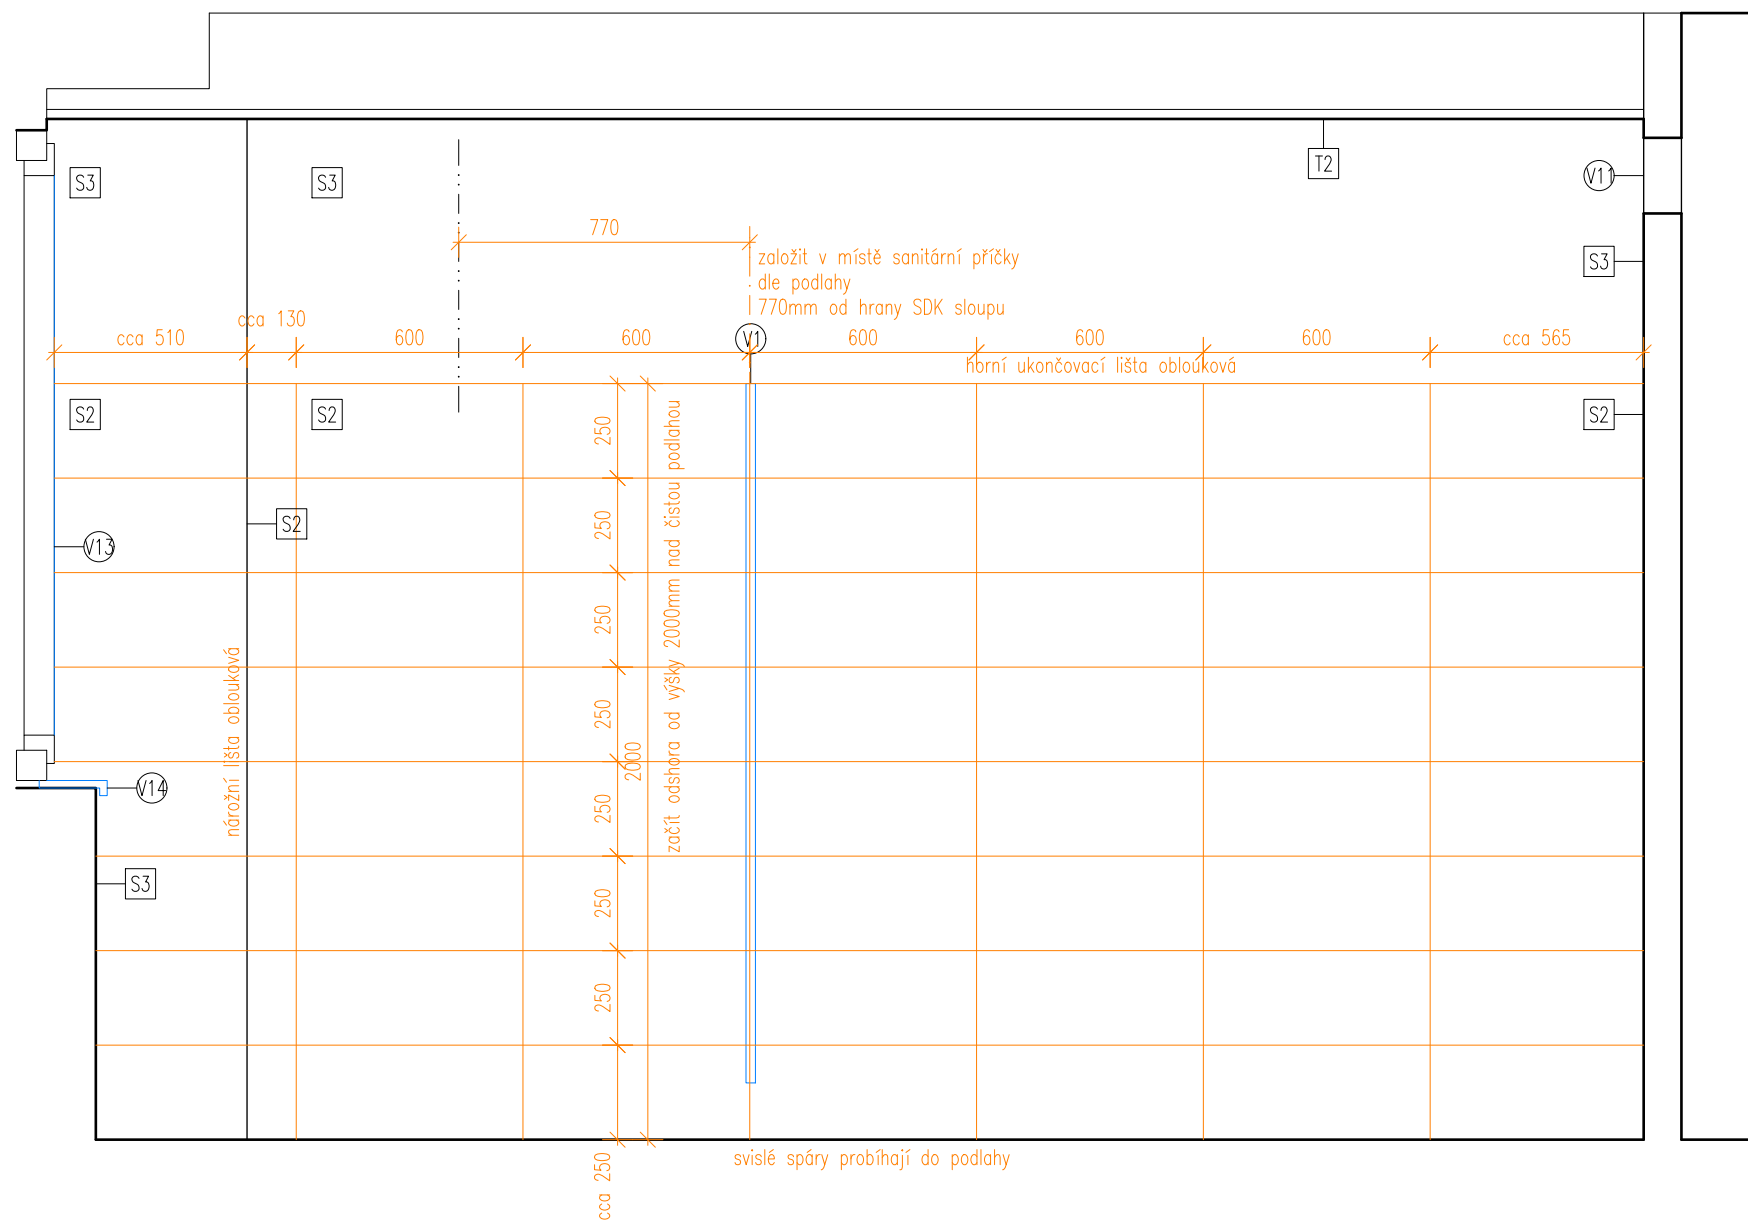 T2
V11
S3
S3
770
založit v místě sanitární příčky
dle podlahy
770mm od hrany SDK sloupu
S3
cca 510
cca 130
600
600
V1
600
600
600
cca 565
horní ukončovací lišta oblouková
S2
S2
S2
250
250
250
250
250
250
250
cca 250
2000
začít odshora od výšky 2000mm nad čistou podlahou
S2
V13
nárožní lišta oblouková
V14
S3
svislé spáry probíhají do podlahy